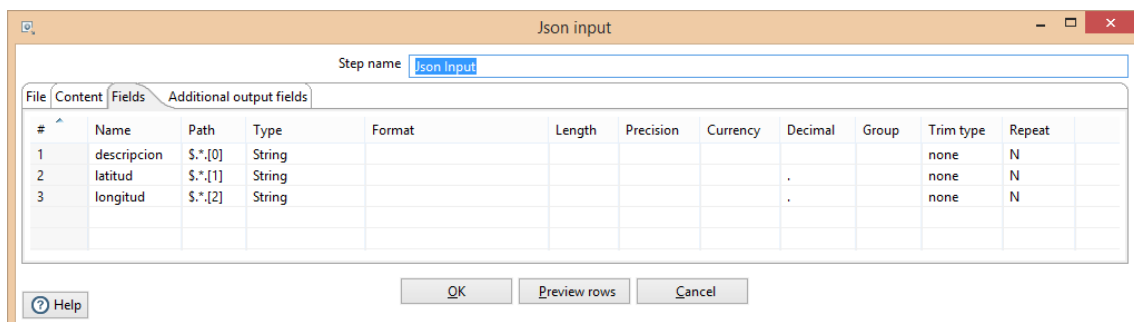 Json input
Step name Json Input
File Content Fields Additional output fields
# Name Path Type Format Length Precision Currency Decimal Group Trim type Repeat
1 descripcion $.*.[0] String none N
2 latitud $.*.[1] String . none N
3 longitud $.*.[2] String . none N
OK Preview rows Cancel
? Help